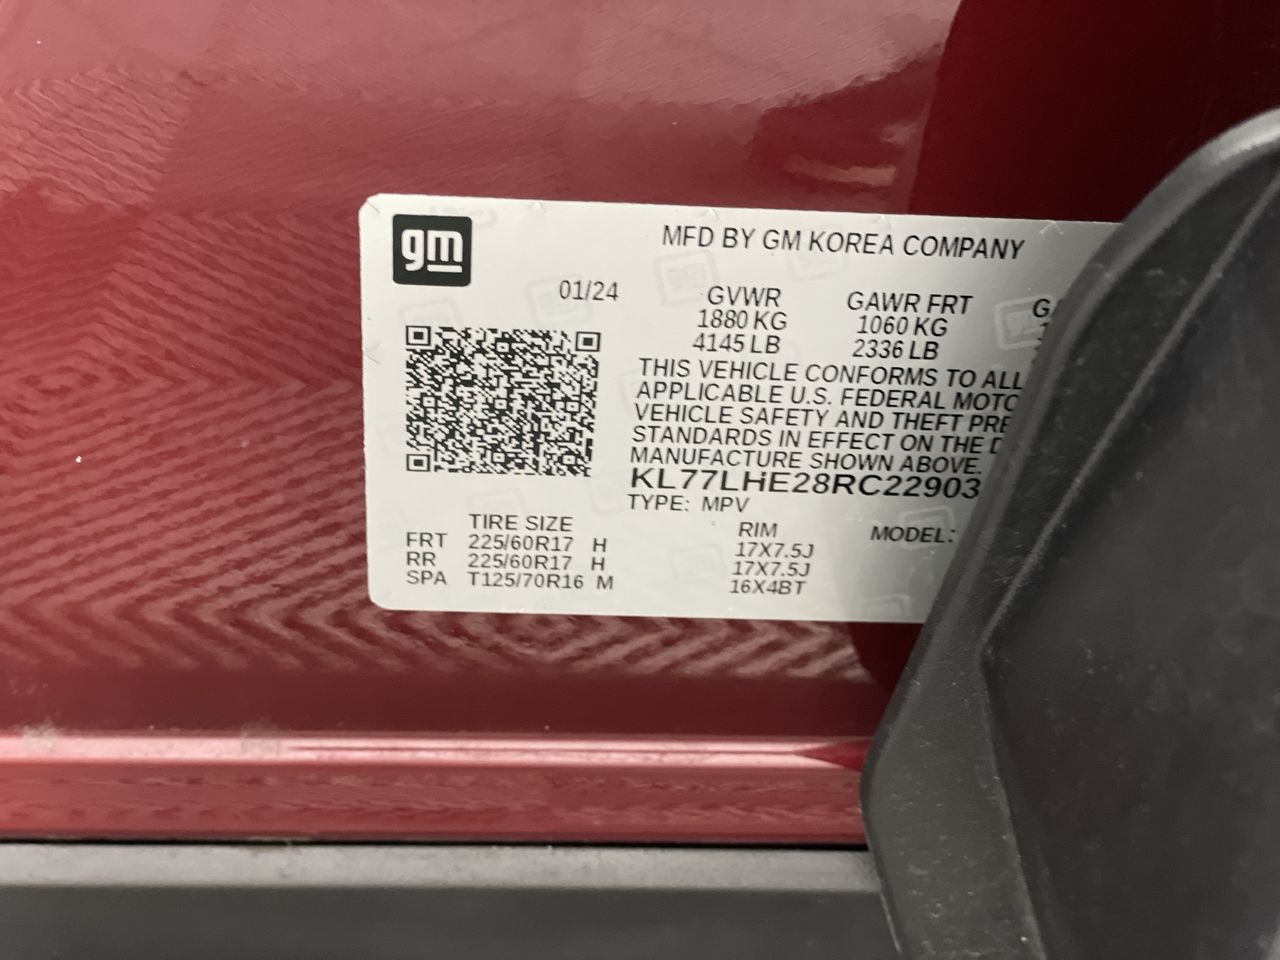 gm
MFD BY GM KOREA COMPANY
01/24 GVWR GAWR FRT
1880 KG 1060 KG
4145 LB 2336 LB
THIS VEHICLE CONFORMS TO ALL
APPLICABLE U.S. FEDERAL
VEHICLE SAFETY AND THEFT
STANDARDS IN EFFECT ON THE
MANUFACTURE SHOWN ABOVE.
KL77LHE28RC22903
TYPE: MPV
TIRE SIZE RIM MODEL:
FRT 225/60R17 H 17X7.5J
RR 225/60R17 H 17X7.5J
SPA T125/70R16 M 16X4BT